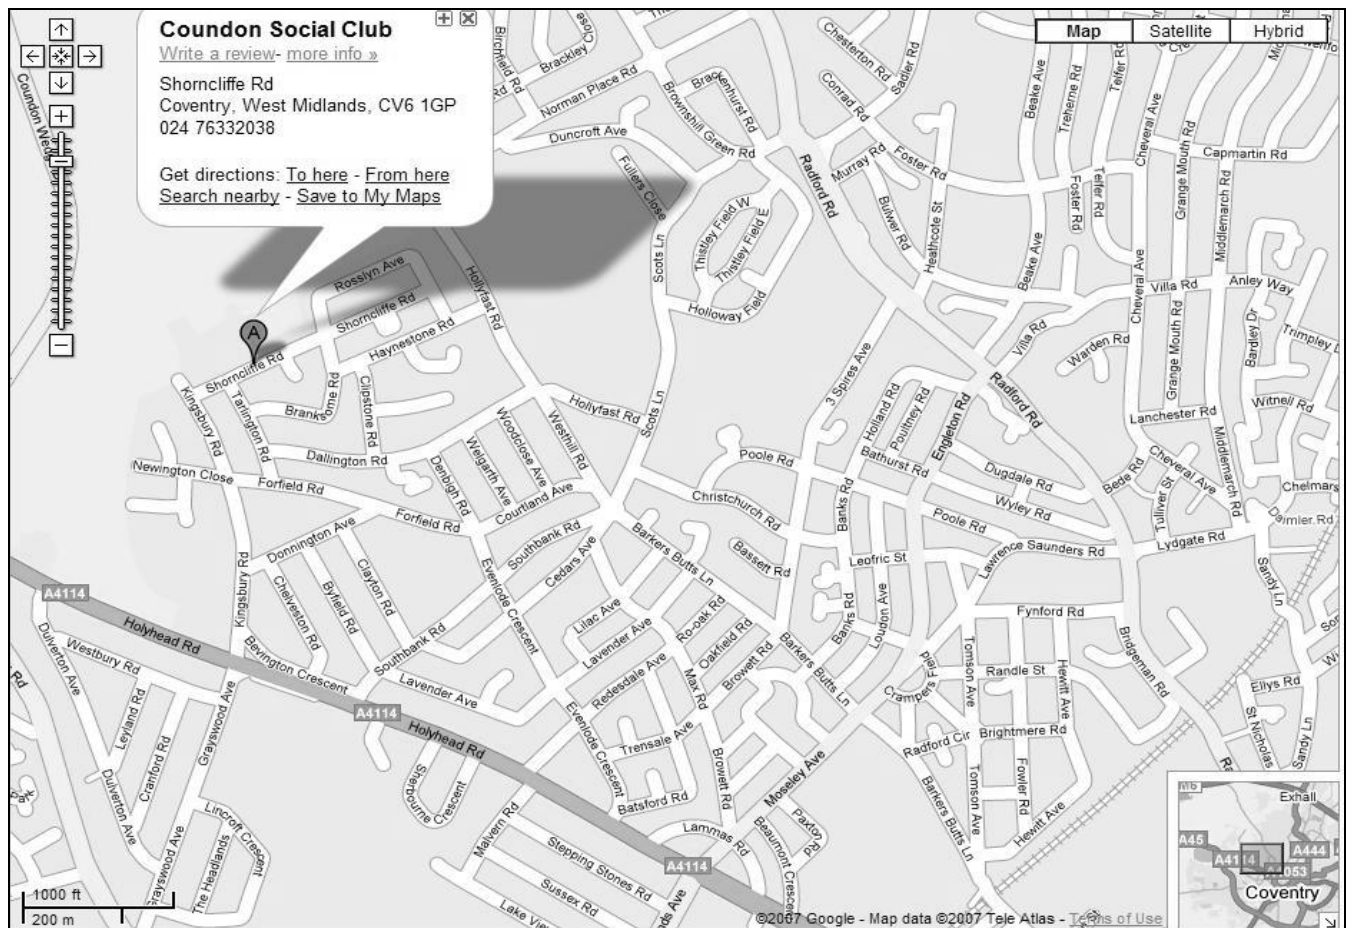 Coundon Social Club
Write a review- more info »
Shorncliffe Rd
Coventry, West Midlands, CV6 1GP
024 76332038
Get directions: To here - From here
Search nearby - Save to My Maps
Map Satellite Hybrid
A
Brackley
Birchfield Rd
Norman Place Rd
Duncroft Ave
Brackenhurst Rd
Brownshill Green Rd
Chesterton Rd
Sadler Rd
Conrad Rd
Radford Rd
Murray Rd
Foster Rd
Beake Ave
Treherne Rd
Telfer Rd
Cheveral Ave
Grange Mouth Rd
Capmartin Rd
Middlemarch Rd
Foster Rd
Telfer Rd
Fullers Close
Thistley Field W
Thistley Field E
Bulwer Rd
Heathcote St
Beake Ave
Scots Ln
Holloway Field
Villa Rd
Anley Way
Rosslyn Ave
Shorncliffe Rd
Haynestone Rd
Hollyfast Rd
Shorncliffe Rd
Kingsbury Rd
Tarlington Rd
Clipstone Rd
Dallington Rd
Hollyfast Rd
Scots Ln
Woodclose Ave
Welgarth Ave
Westhill Rd
Denbigh Rd
Courtland Ave
3 Spires Ave
Holland Rd
Poultney Rd
Engleton Rd
Villa Rd
Radford Rd
Warden Rd
Cheveral Ave
Grange Mouth Rd
Bardley Dr
Lanchester Rd
Witnell Rd
Middlemarch Rd
Newington Close
Forfield Rd
Forfield Rd
Poole Rd
Bathurst Rd
Dugdale Rd
Wyley Rd
Bede Rd
Tulliver St
Cheveral Ave
Christchurch Rd
Banks Rd
Poole Rd
Lawrence Saunders Rd
Lydgate Rd
Daimler Rd
Donnington Ave
Southbank Rd
Cedars Ave
Barkers Butts Ln
Bassett Rd
Leofric St
Kingsbury Rd
Chelveston Rd
Byfield Rd
Clayton Rd
Evenlode Crescent
Lilac Ave
Lavender Ave
Ro-oak Rd
Oakfield Rd
Banks Rd
Loudon Ave
Fynford Rd
Sandy Ln
A4114
Holyhead Rd
Dulverton Ave
Westbury Rd
Bevington Crescent
Southbank Rd
Lavender Ave
Redesdale Ave
Max Rd
Browett Rd
Barkers Butts Ln
Crampers Field
Tomson Ave
Randle St
Hewitt Ave
Bridgeman Rd
Ellys Rd
St Nicholas
Sandy Ln
Leyland Rd
Cranford Rd
Grayswood Ave
A4114
Holyhead Rd
Evenlode Crescent
Trensale Ave
Browett Rd
Moseley Ave
Radford Cir
Brightmere Rd
Dulverton Ave
Sherbourne Crescent
Batsford Rd
Malvern Rd
Lammas Rd
Beaumont Crescent
Paxton Rd
Barkers Butts Ln
Tomson Ave
Fowler Rd
Hewitt Ave
Park
Lincroft Crescent
Grayswood Ave
The Headlands
Stepping Stones Rd
Sussex Rd
A4114
1000 ft
200 m
©2007 Google - Map data ©2007 Tele Atlas - Terms of Use
M6
Exhall
A45
A4114
A444
Coventry